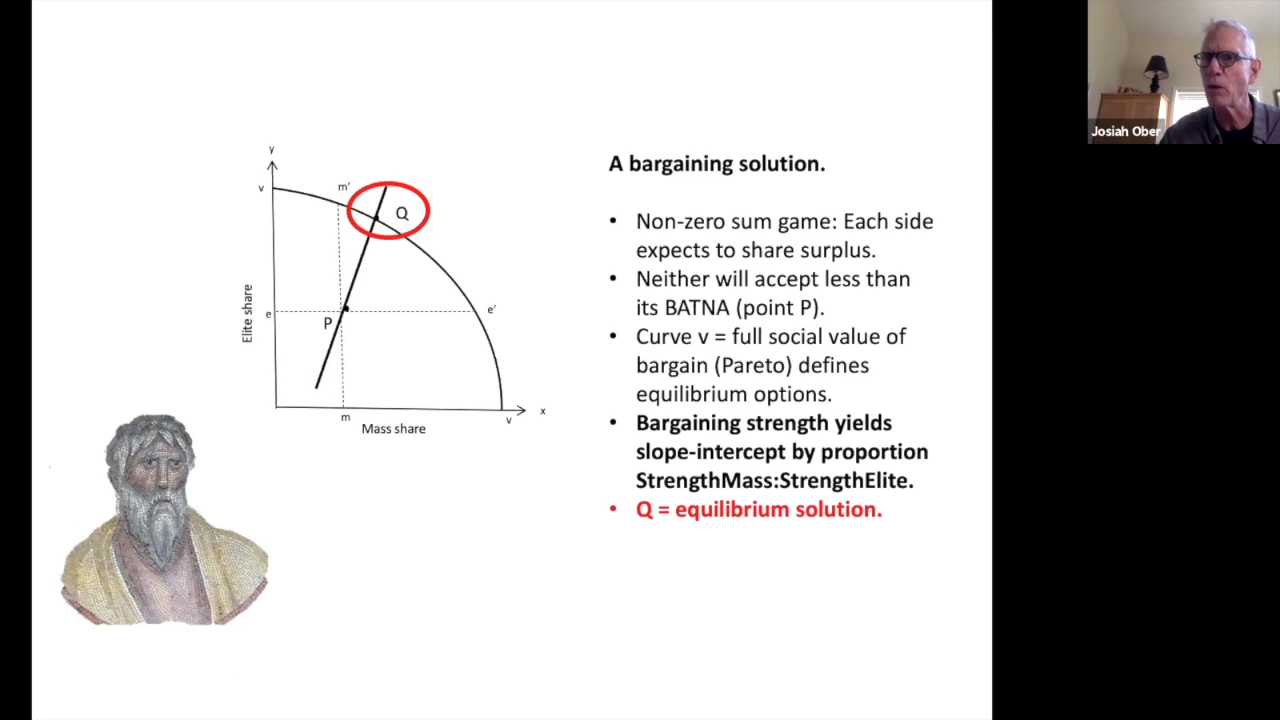 Josiah Ober
A bargaining solution.
• Non-zero sum game: Each side
expects to share surplus.
• Neither will accept less than
its BATNA (point P).
• Curve v = full social value of
bargain (Pareto) defines
equilibrium options.
• Bargaining strength yields
slope-intercept by proportion
StrengthMass:StrengthElite.
• Q = equilibrium solution.
y
v
m'
Q
Elite share
e
e'
P
m
v
x
Mass share